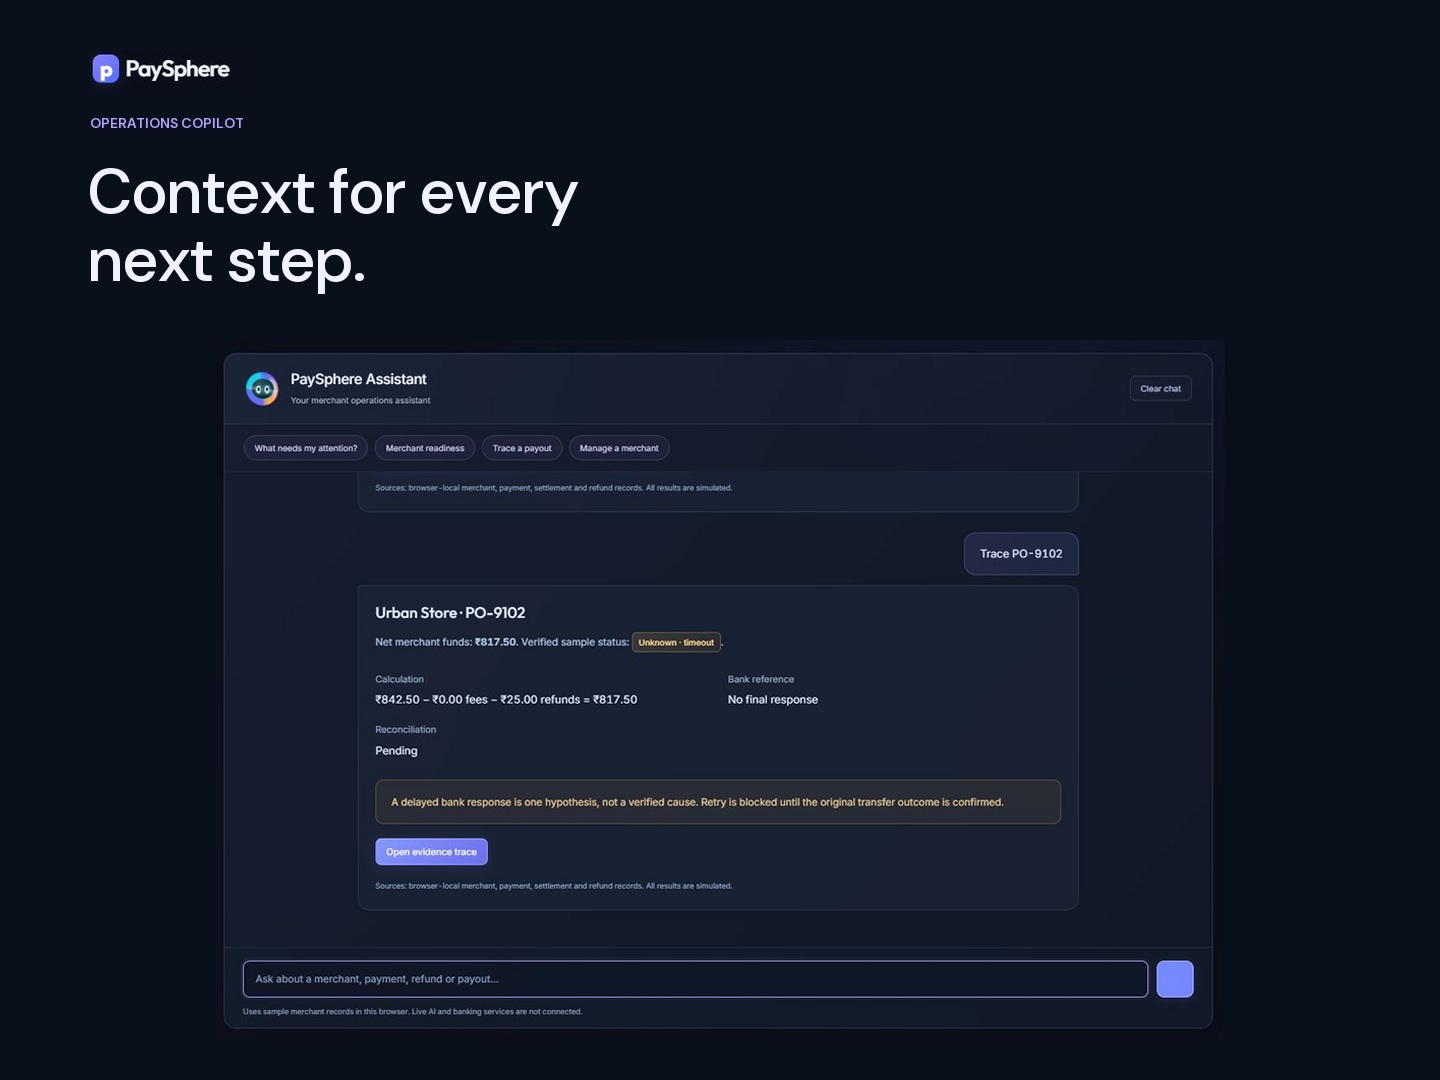 p PaySphere
OPERATIONS COPILOT
Context for every
next step.
PaySphere Assistant
Your merchant operations assistant
Clear chat
What needs my attention?
Merchant readiness
Trace a payout
Manage a merchant
Sources: browser-local merchant, payment, settlement and refund records. All results are simulated.
Trace PO-9102
Urban Store · PO-9102
Net merchant funds: ₹817.50. Verified sample status: Unknown · timeout.
Calculation
₹842.50 − ₹0.00 fees − ₹25.00 refunds = ₹817.50
Bank reference
No final response
Reconciliation
Pending
A delayed bank response is one hypothesis, not a verified cause. Retry is blocked until the original transfer outcome is confirmed.
Open evidence trace
Sources: browser-local merchant, payment, settlement and refund records. All results are simulated.
Ask about a merchant, payment, refund or payout...
Uses sample merchant records in this browser. Live AI and banking services are not connected.